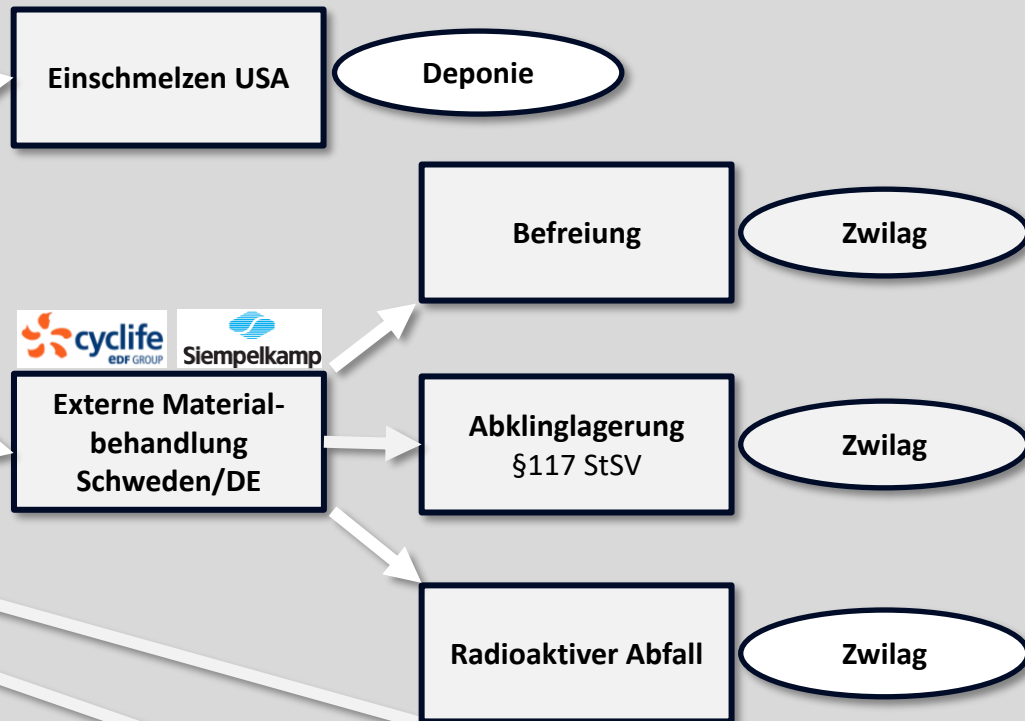 Einschmelzen USA
Deponie
Befreiung
Zwilag
cyclife
EDF GROUP
Siempelkamp
Externe Material-
behandlung
Schweden/DE
Abklinglagerung
§117 StSV
Zwilag
Radioaktiver Abfall
Zwilag